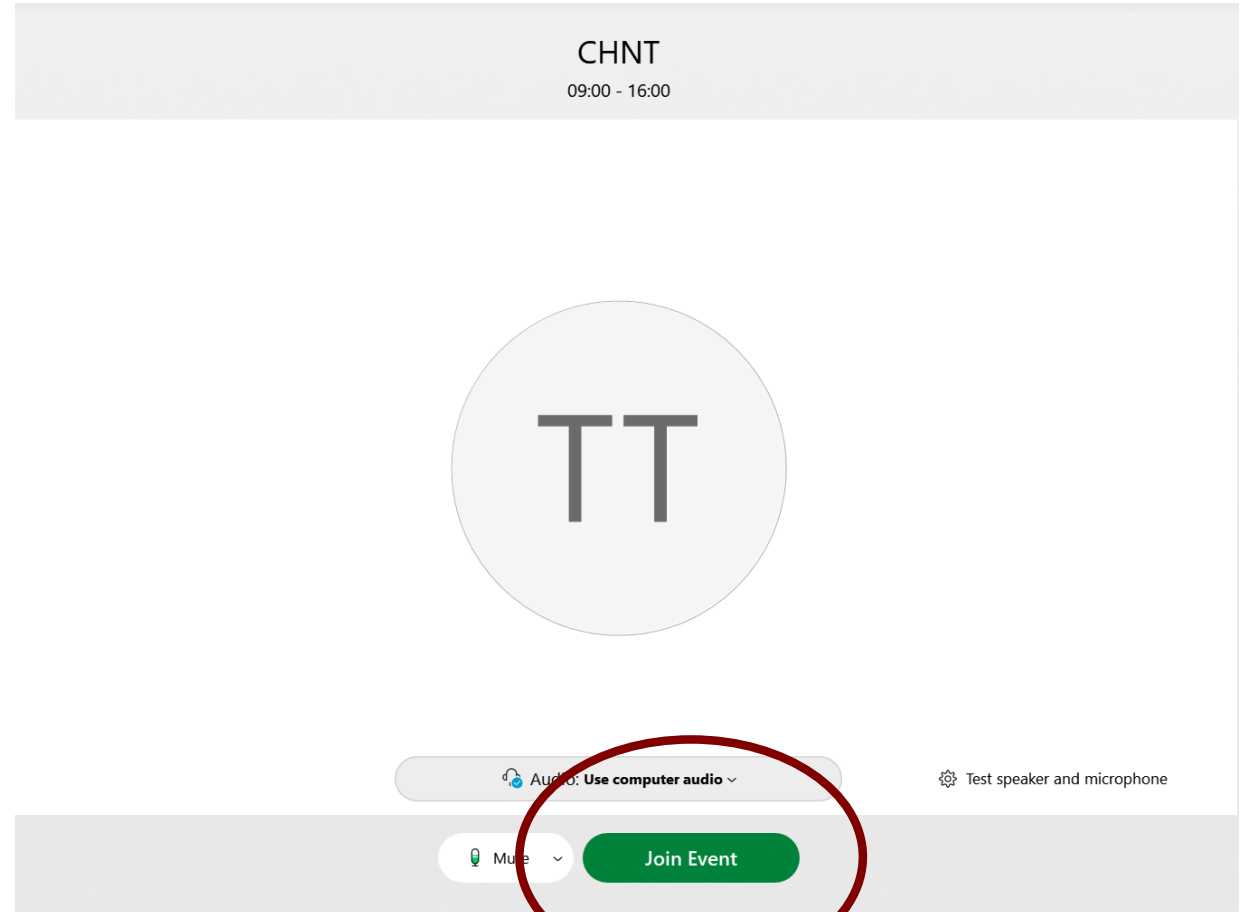 CHNT
09:00 - 16:00
TT
Audio: Use computer audio
Test speaker and microphone
Mute
Join Event